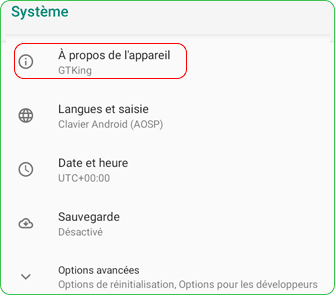 Système
À propos de l'appareil
GTKing
Langues et saisie
Clavier Android (AOSP)
Date et heure
UTC+00:00
Sauvegarde
Désactivé
Options avancées
Options de réinitialisation, Options pour les développeurs